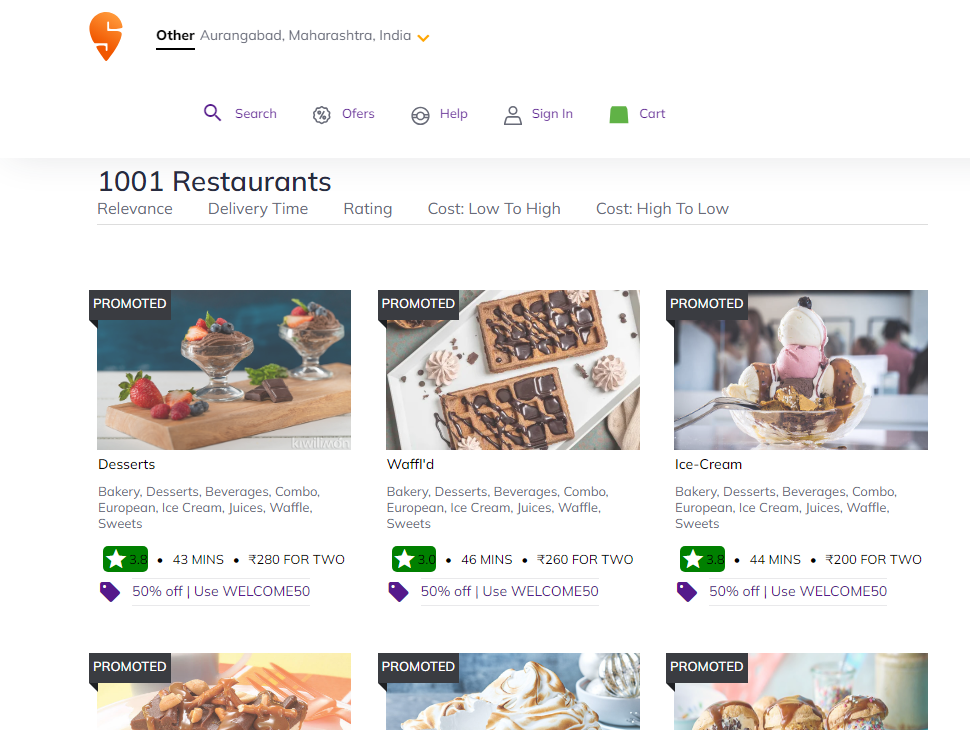 Other Aurangabad, Maharashtra, India
Search Ofers Help Sign In Cart
1001 Restaurants
Relevance Delivery Time Rating Cost: Low To High Cost: High To Low
PROMOTED PROMOTED PROMOTED
kiwilimon
Desserts Waffl'd Ice-Cream
Bakery, Desserts, Beverages, Combo, Bakery, Desserts, Beverages, Combo, Bakery, Desserts, Beverages, Combo,
European, Ice Cream, Juices, Waffle, European, Ice Cream, Juices, Waffle, European, Ice Cream, Juices, Waffle,
Sweets Sweets Sweets
3.8 • 43 MINS • ₹280 FOR TWO 3.0 • 46 MINS • ₹260 FOR TWO 3.8 • 44 MINS • ₹200 FOR TWO
50% off | Use WELCOME50 50% off | Use WELCOME50 50% off | Use WELCOME50
PROMOTED PROMOTED PROMOTED